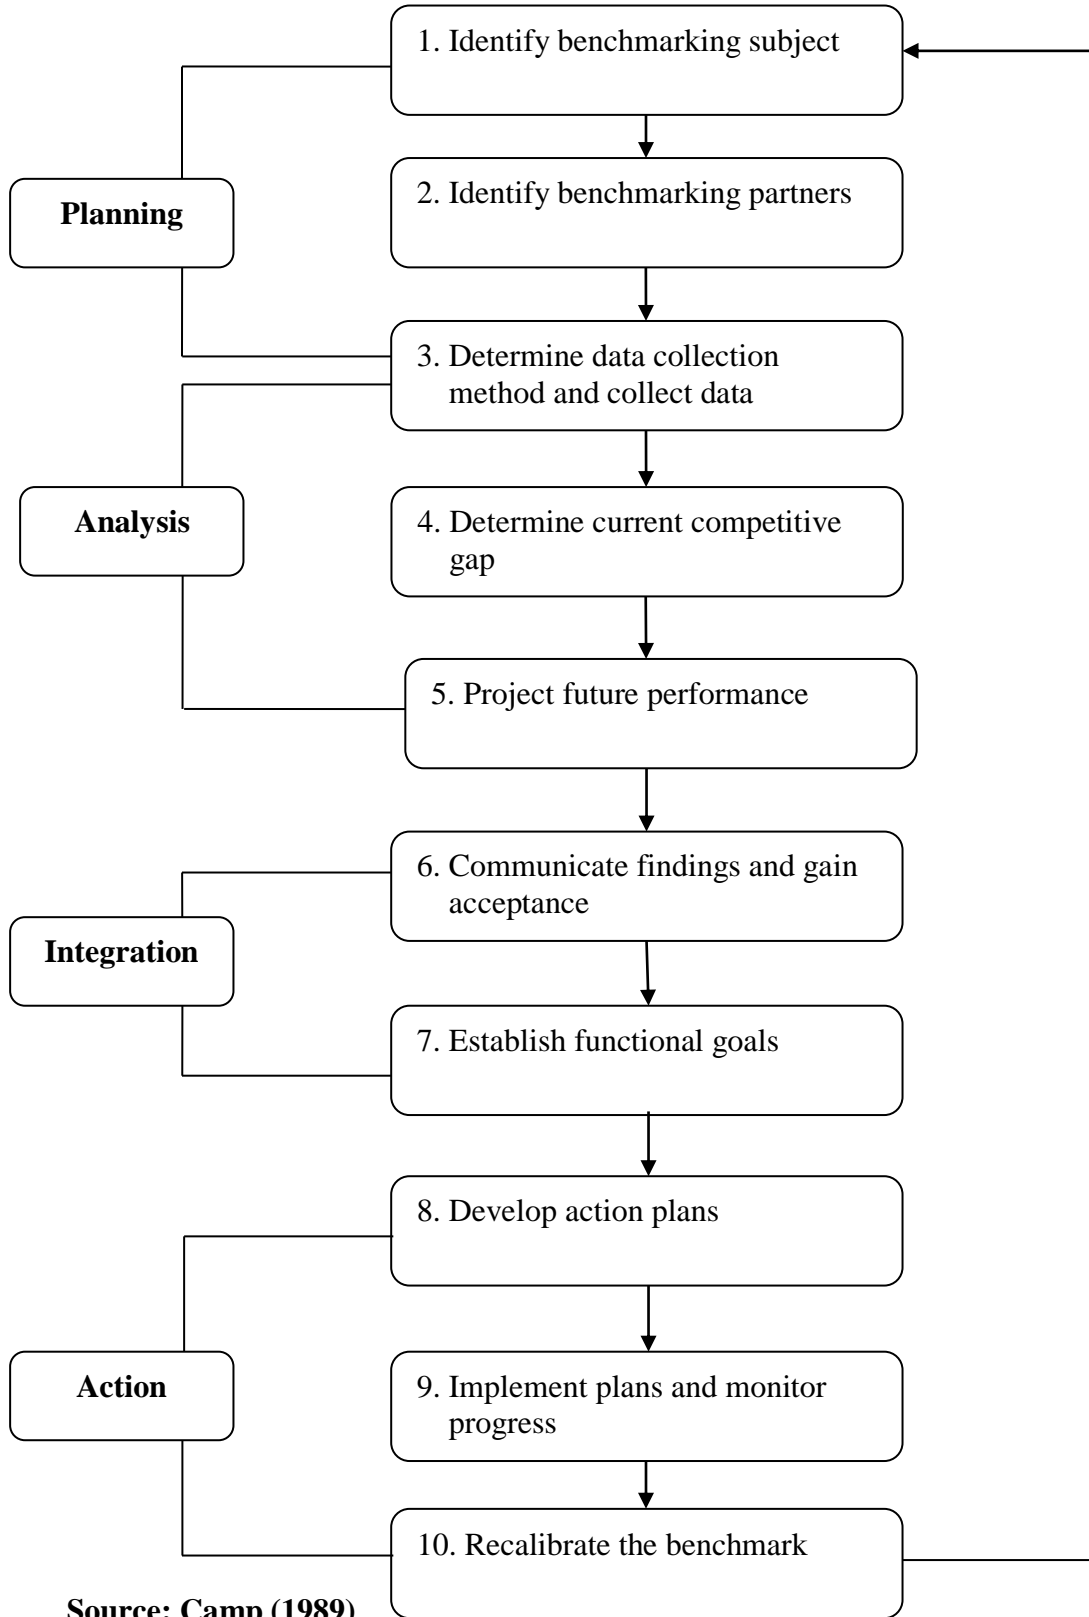 1. Identify benchmarking subject
2. Identify benchmarking partners
Planning
3. Determine data collection
method and collect data
Analysis
4. Determine current competitive
gap
5. Project future performance
6. Communicate findings and gain
acceptance
Integration
7. Establish functional goals
8. Develop action plans
Action
9. Implement plans and monitor
progress
10. Recalibrate the benchmark
Source: Camp (1989)